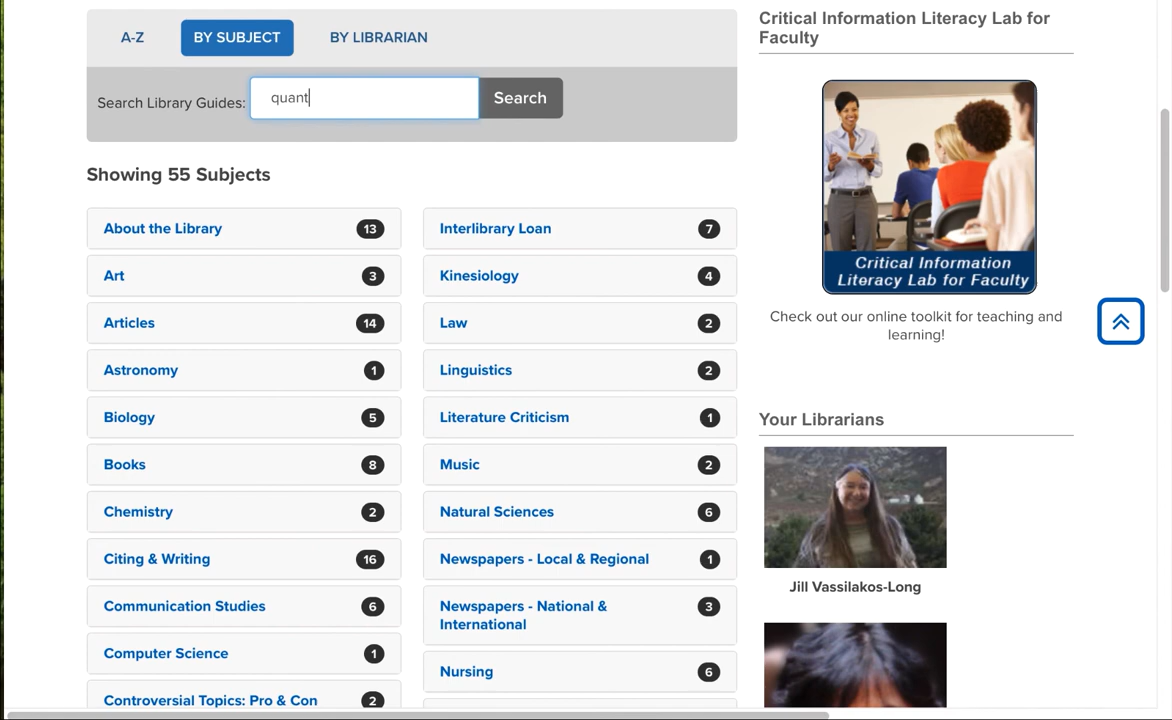 A-Z
BY SUBJECT
BY LIBRARIAN
Search Library Guides:
quant
Search
Showing 55 Subjects
About the Library 13
Art 3
Articles 14
Astronomy 1
Biology 5
Books 8
Chemistry 2
Citing & Writing 16
Communication Studies 6
Computer Science 1
Controversial Topics: Pro & Con 2
Interlibrary Loan 7
Kinesiology 4
Law 2
Linguistics 2
Literature Criticism 1
Music 2
Natural Sciences 6
Newspapers - Local & Regional 1
Newspapers - National & 3
International
Nursing 6
Critical Information Literacy Lab for
Faculty
Critical Information
Literacy Lab for Faculty
Check out our online toolkit for teaching and
learning!
Your Librarians
Jill Vassilakos-Long